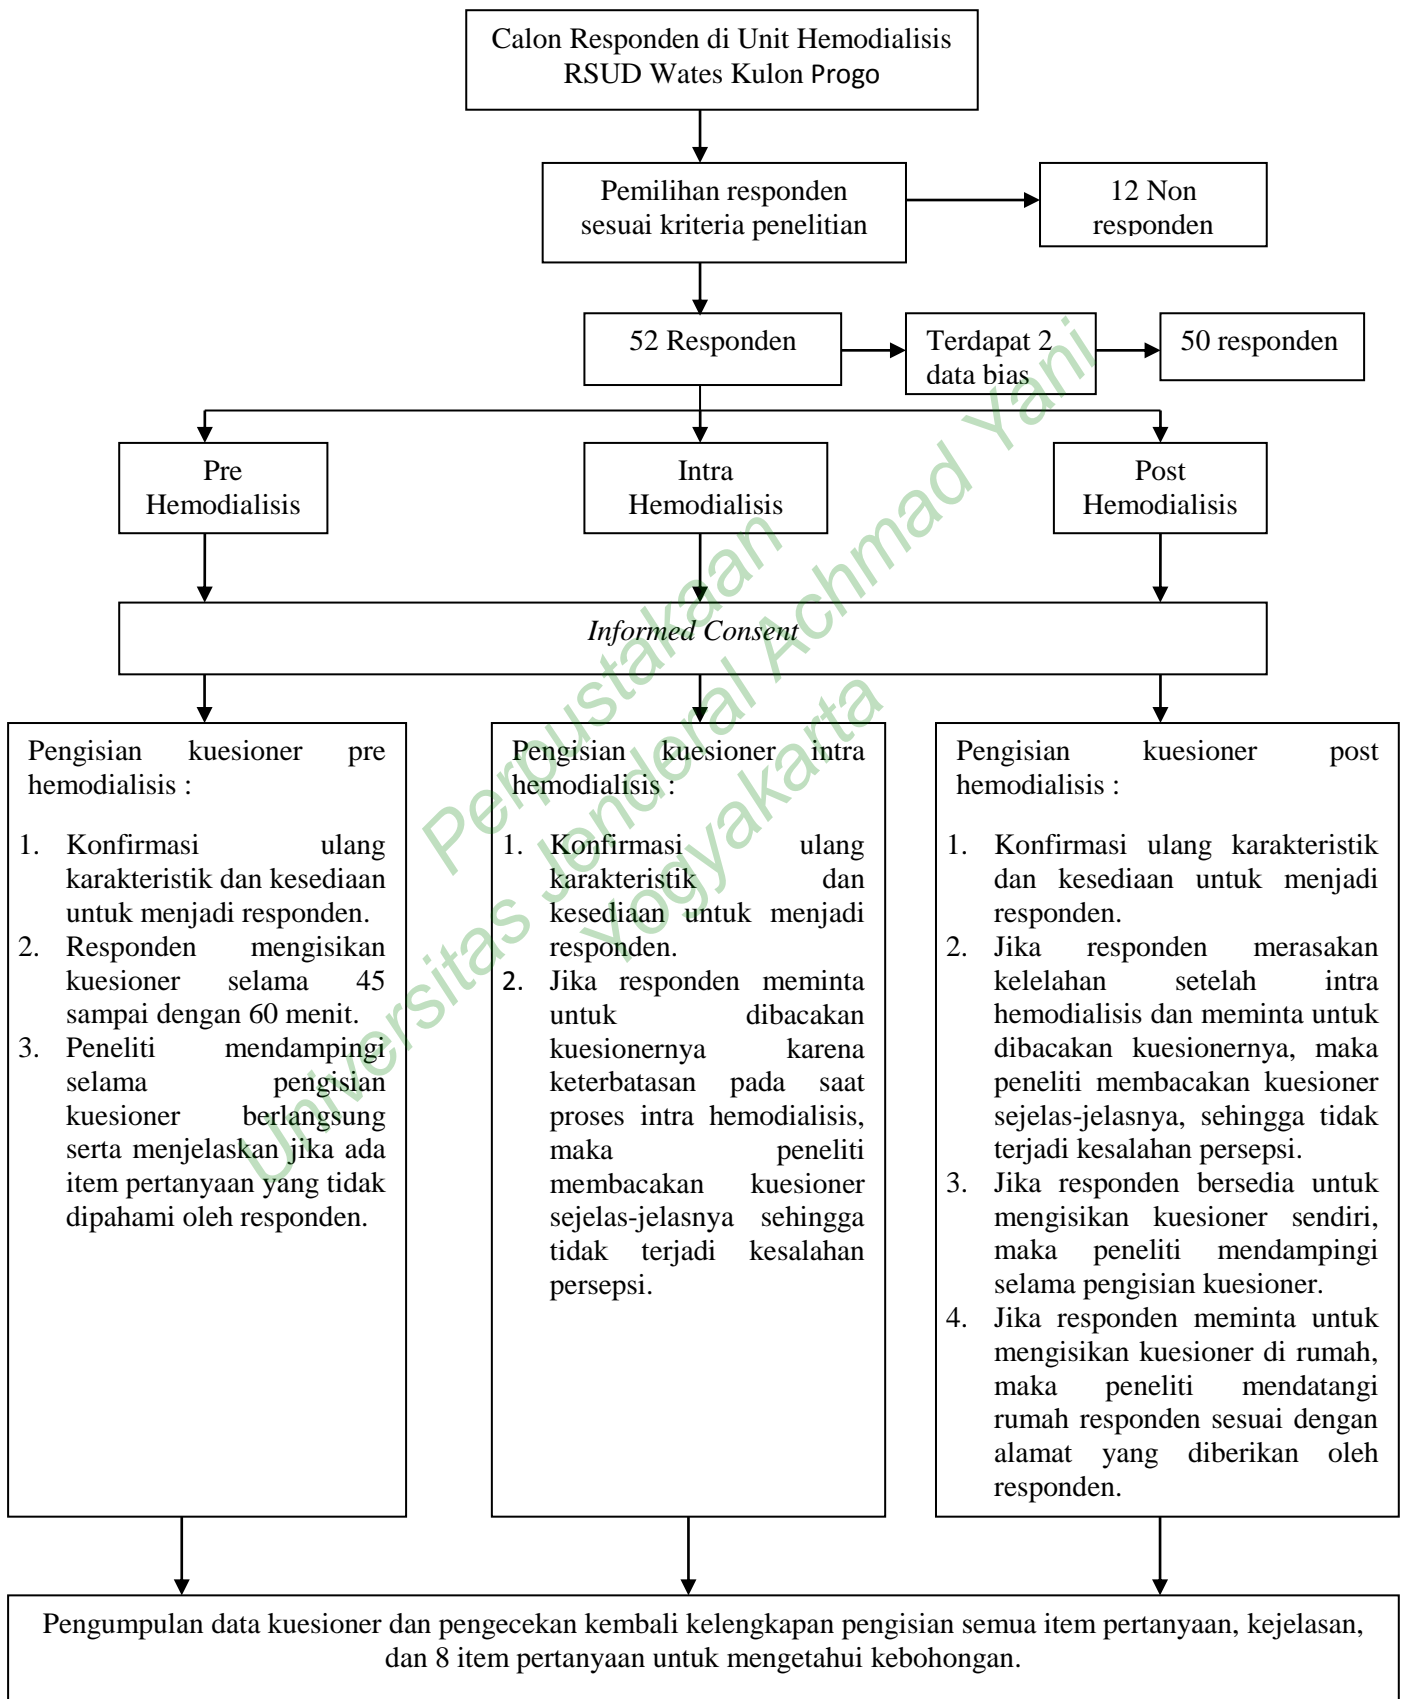 Calon Responden di Unit Hemodialisis
RSUD Wates Kulon Progo
Pemilihan responden
sesuai kriteria penelitian
12 Non
responden
52 Responden
Terdapat 2
data bias
50 responden
Pre
Hemodialisis
Intra
Hemodialisis
Post
Hemodialisis
Informed Consent
Pengisian kuesioner pre
hemodialisis :
1. Konfirmasi ulang
karakteristik dan kesediaan
untuk menjadi responden.
2. Responden mengisikan
kuesioner selama 45
sampai dengan 60 menit.
3. Peneliti mendampingi
selama pengisian
kuesioner berlangsung
serta menjelaskan jika ada
item pertanyaan yang tidak
dipahami oleh responden.
Pengisian kuesioner intra
hemodialisis :
1. Konfirmasi ulang
karakteristik dan
kesediaan untuk menjadi
responden.
2. Jika responden meminta
untuk dibacakan
kuesionernya karena
keterbatasan pada saat
proses intra hemodialisis,
maka peneliti
membacakan kuesioner
sejelas-jelasnya sehingga
tidak terjadi kesalahan
persepsi.
Pengisian kuesioner post
hemodialisis :
1. Konfirmasi ulang karakteristik
dan kesediaan untuk menjadi
responden.
2. Jika responden merasakan
kelelahan setelah intra
hemodialisis dan meminta untuk
dibacakan kuesionernya, maka
peneliti membacakan kuesioner
sejelas-jelasnya, sehingga tidak
terjadi kesalahan persepsi.
3. Jika responden bersedia untuk
mengisikan kuesioner sendiri,
maka peneliti mendampingi
selama pengisian kuesioner.
4. Jika responden meminta untuk
mengisikan kuesioner di rumah,
maka peneliti mendatangi
rumah responden sesuai dengan
alamat yang diberikan oleh
responden.
Pengumpulan data kuesioner dan pengecekan kembali kelengkapan pengisian semua item pertanyaan, kejelasan,
dan 8 item pertanyaan untuk mengetahui kebohongan.
Perpustakaan
Universitas Jenderal Achmad Yani
Yogyakarta